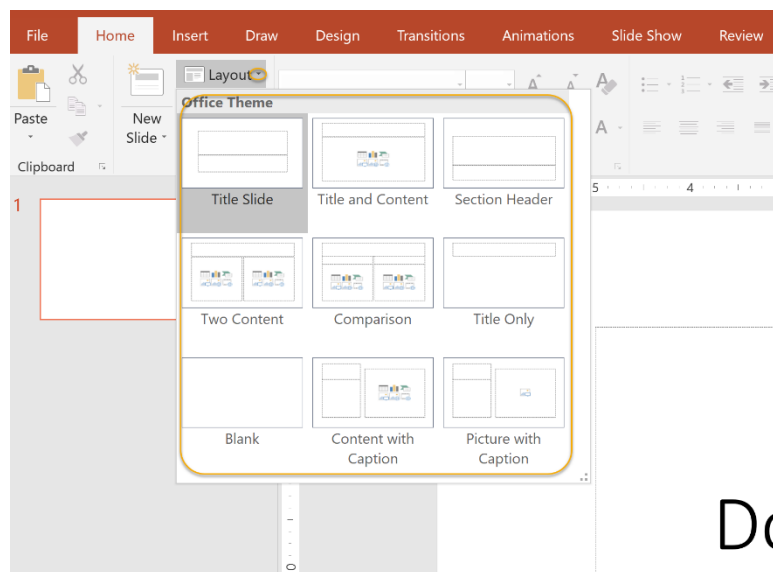 File Home Insert Draw Design Transitions Animations Slide Show Review
Layout
Paste
New
Slide
Clipboard
Office Theme
Title Slide Title and Content Section Header
Two Content Comparison Title Only
Blank Content with Picture with
Caption Caption
A A A
A
5 4
1
0
Do